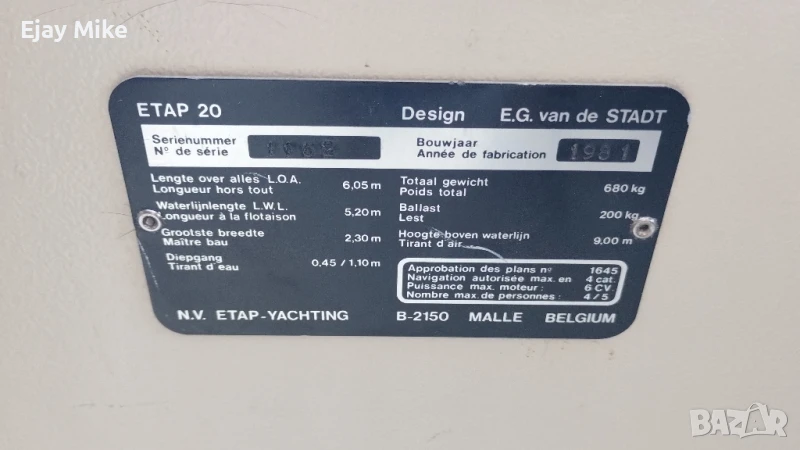 Ejay Mike
ETAP 20 Design E.G. van de STADT
Serienummer
N° de série
Bouwjaar
Année de fabrication 1981
Lengte over alles L.O.A.
Longueur hors tout 6,05 m
Totaal gewicht
Poids total 680 kg
Waterlijnlengte L.W.L.
Longueur à la flotaison 5,20 m
Ballast
Lest 200 kg
Grootste breedte
Maître bau 2,30 m
Hoogte boven waterlijn
Tirant d'air 9,00 m
Diepgang
Tirant d eau 0,45 / 1,10 m
Approbation des plans nº 1645
Navigation autorisée max. en 4 cat.
Puissance max. moteur : 6 CV.
Nombre max. de personnes : 4/5
N.V. ETAP-YACHTING B-2150 MALLE BELGIUM
BAZAR